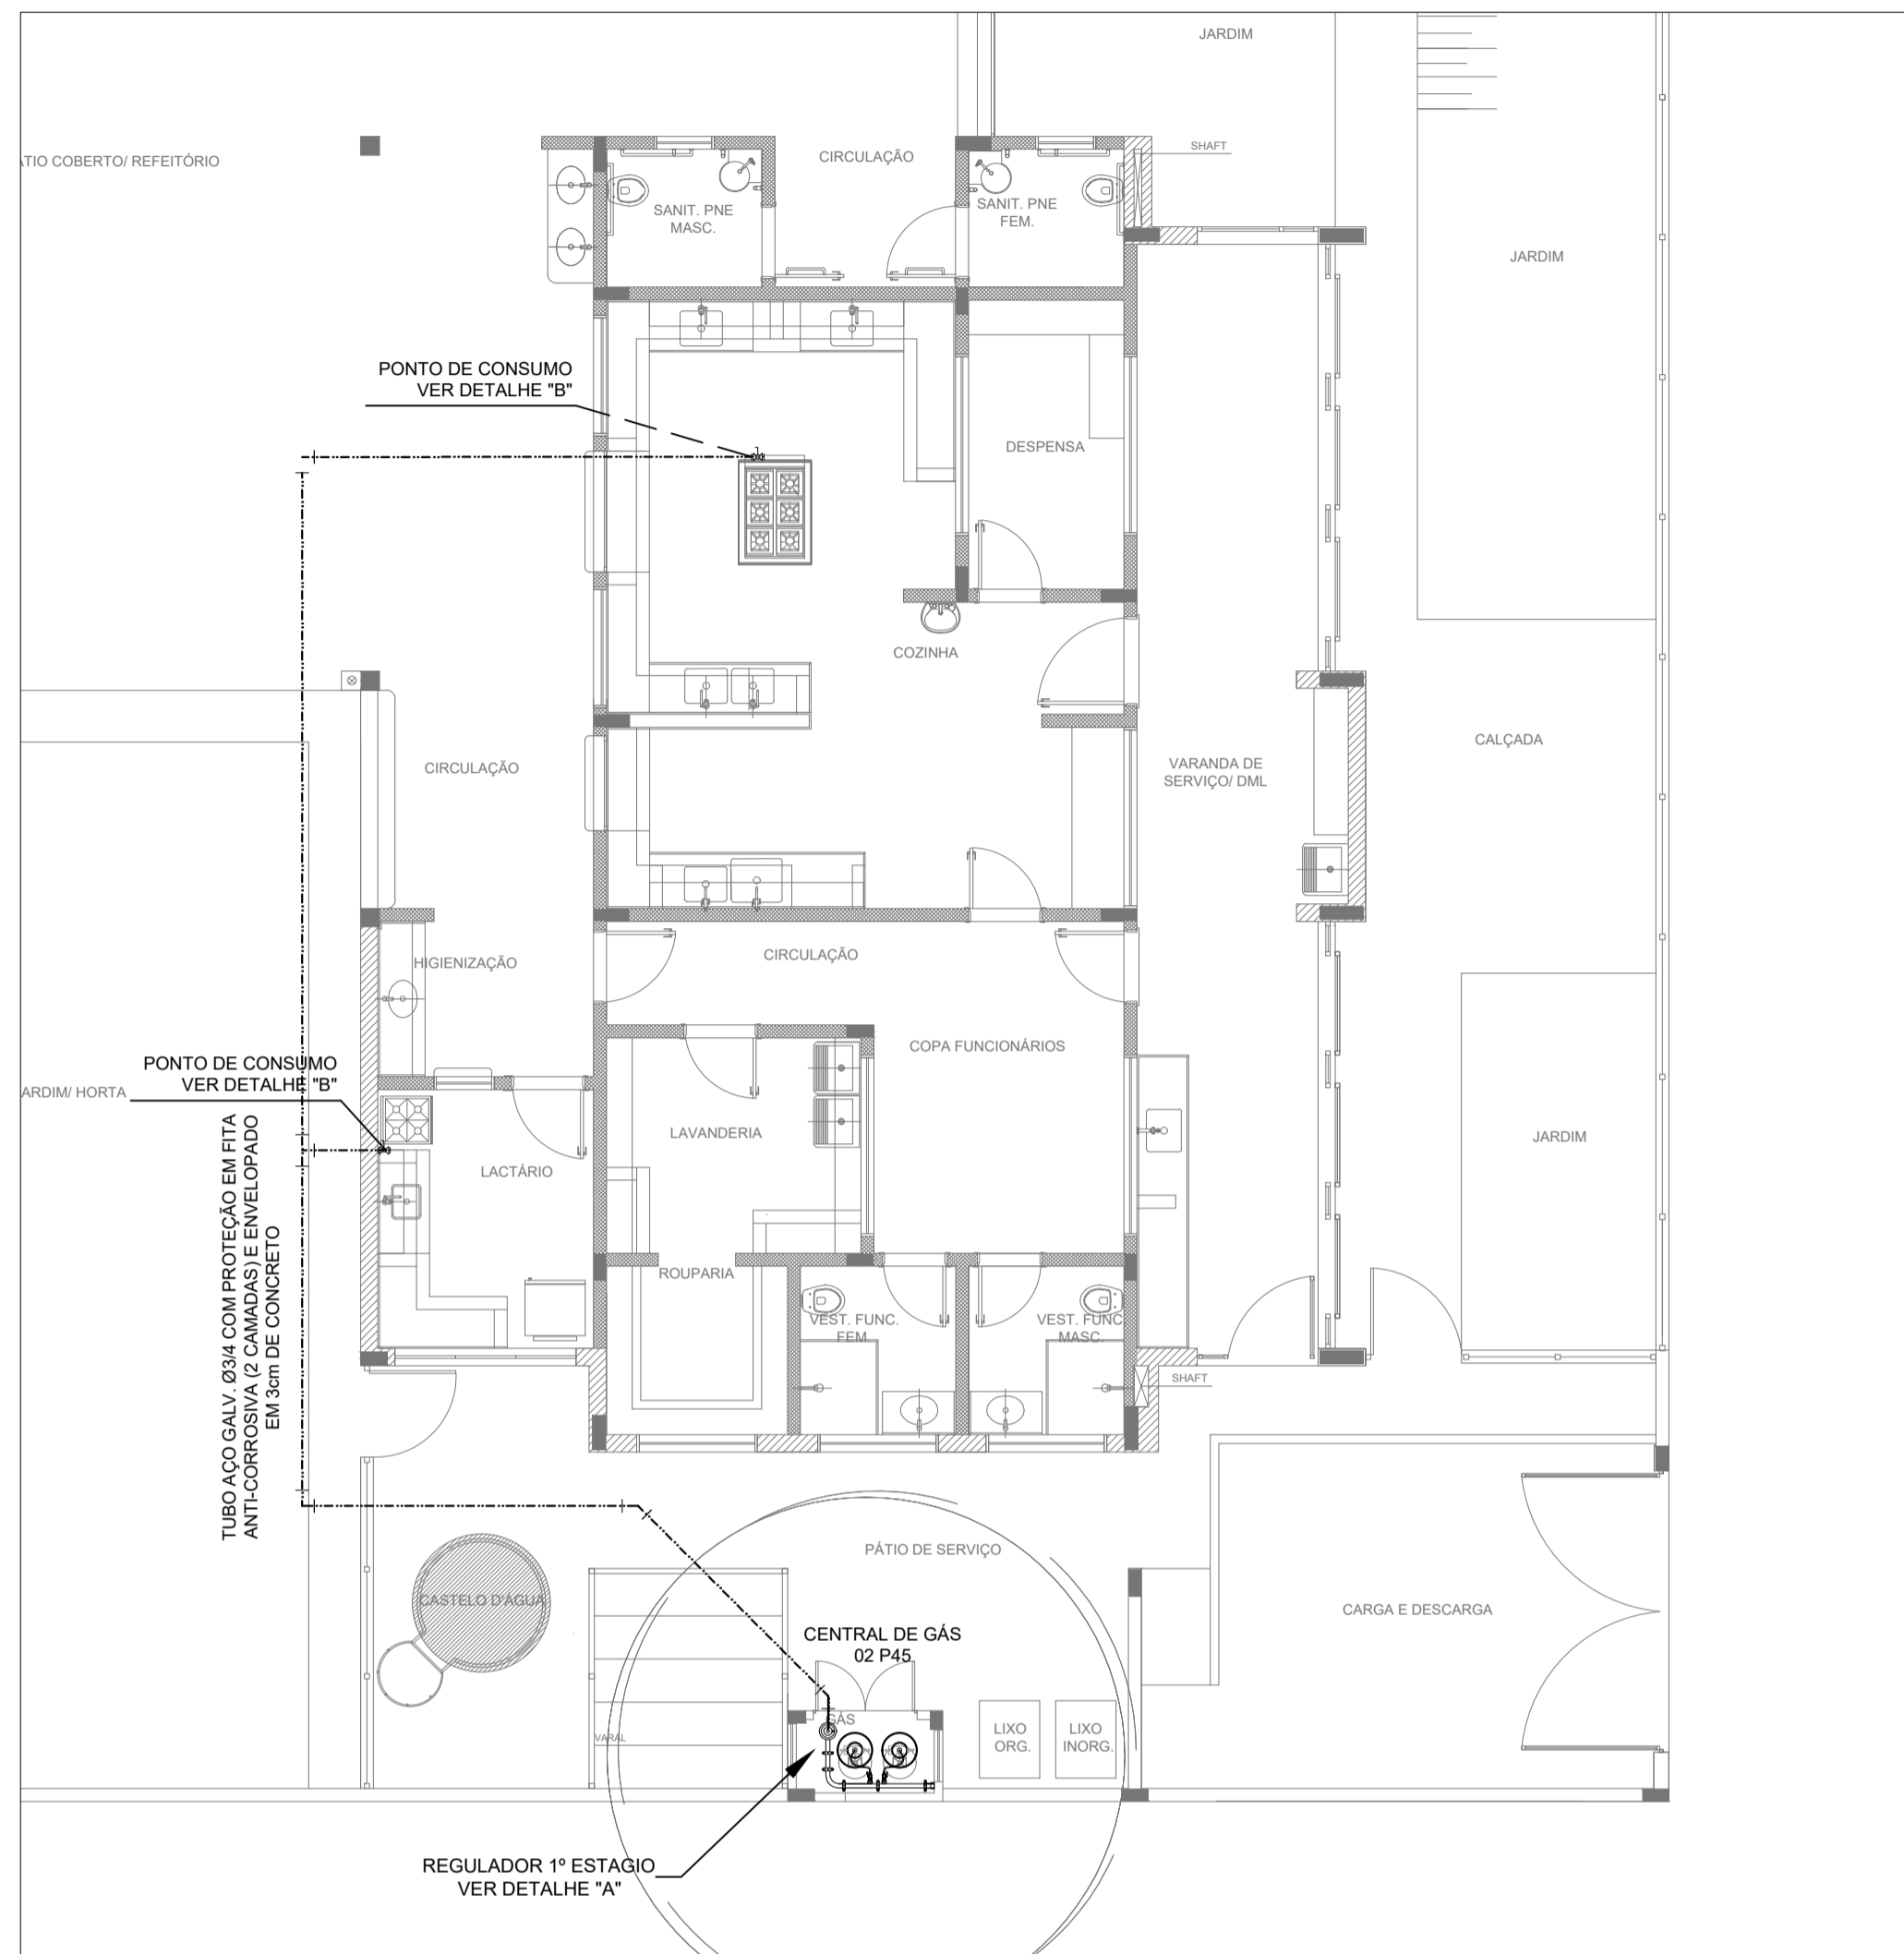 JARDIM
ATIO COBERTO/ REFEITÓRIO
CIRCULAÇÃO
SHAFT
SANIT. PNE
MASC.
SANIT. PNE
FEM.
JARDIM
PONTO DE CONSUMO
VER DETALHE "B"
DESPENSA
COZINHA
CALÇADA
CIRCULAÇÃO
VARANDA DE
SERVIÇO/ DML
CIRCULAÇÃO
HIGIENIZAÇÃO
COPA FUNCIONÁRIOS
PONTO DE CONSUMO
VER DETALHE "B"
ARDIM/ HORTA
LAVANDERIA
JARDIM
LACTÁRIO
TUBO AÇO GALV. Ø3/4 COM PROTEÇÃO EM FITA
ANTI-CORROSIVA (2 CAMADAS) E ENVELOPADO
EM 3cm DE CONCRETO
ROUPARIA
VEST. FUNC.
FEM.
VEST. FUNC.
MASC.
SHAFT
PÁTIO DE SERVIÇO
CASTELO D'ÁGUA
CARGA E DESCARGA
CENTRAL DE GÁS
02 P45
GÁS
LIXO
ORG.
LIXO
INORG.
VARAL
REGULADOR 1º ESTAGIO
VER DETALHE "A"